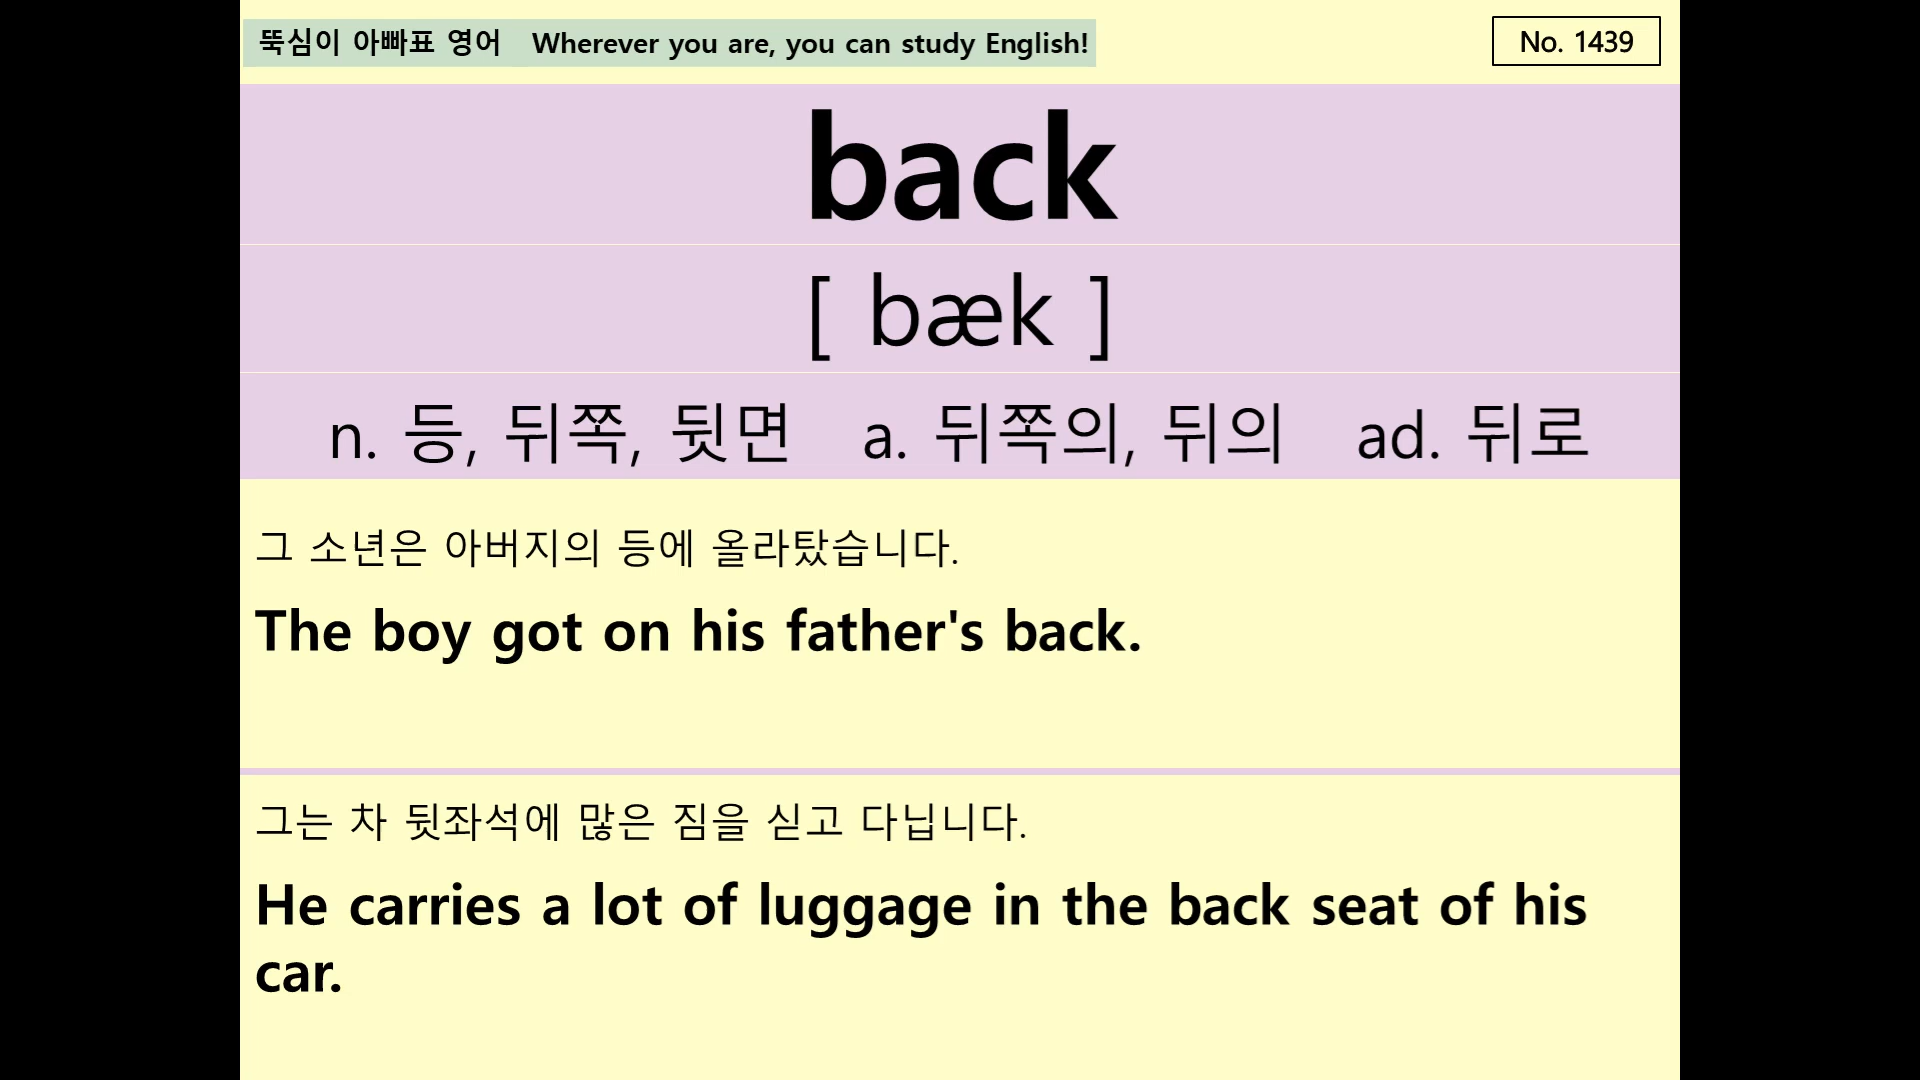 뚝심이 아빠표 영어 Wherever you are, you can study English!
No. 1439
back
[ bæk ]
n. 등, 뒤쪽, 뒷면 a. 뒤쪽의, 뒤의 ad. 뒤로
그 소년은 아버지의 등에 올라탔습니다.
The boy got on his father's back.
그는 차 뒷좌석에 많은 짐을 싣고 다닙니다.
He carries a lot of luggage in the back seat of his
car.